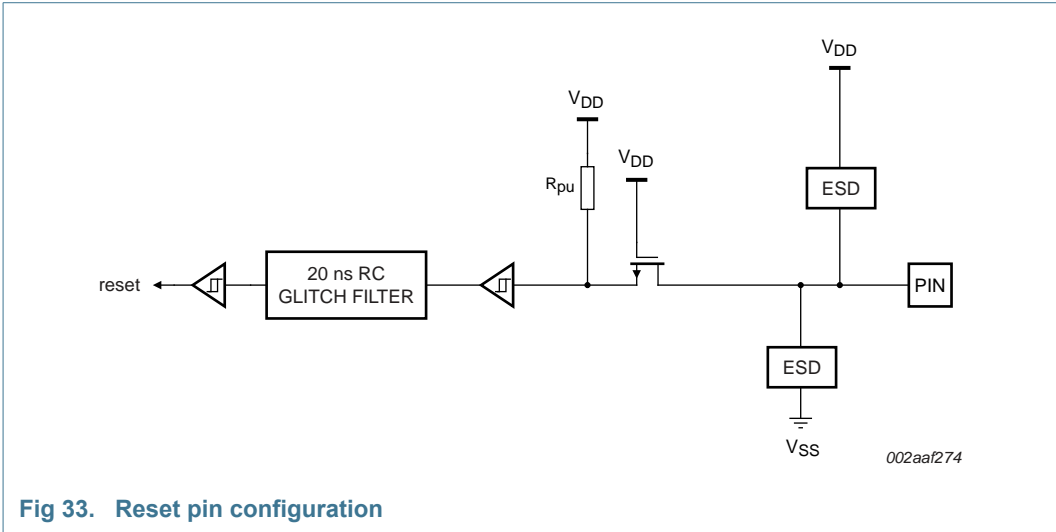 VDD
VDD
VDD
Rpu
ESD
reset
20 ns RC
GLITCH FILTER
PIN
ESD
VSS
002aaf274
Fig 33. Reset pin configuration